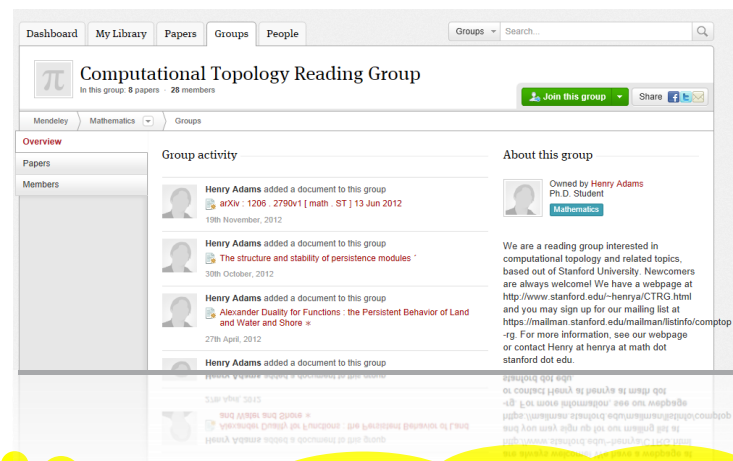 Dashboard
My Library
Papers
Groups
People
Groups
Search...
π
Computational Topology Reading Group
In this group: 8 papers · 28 members
Join this group
Share
Mendeley
Mathematics
Groups
Overview
Papers
Members
Group activity
Henry Adams added a document to this group
arXiv : 1206 . 2790v1 [ math . ST ] 13 Jun 2012
19th November, 2012
Henry Adams added a document to this group
The structure and stability of persistence modules ´
30th October, 2012
Henry Adams added a document to this group
Alexander Duality for Functions : the Persistent Behavior of Land
and Water and Shore ∗
27th April, 2012
Henry Adams added a document to this group
About this group
Owned by Henry Adams
Ph.D. Student
Mathematics
We are a reading group interested in
computational topology and related topics,
based out of Stanford University. Newcomers
are always welcome! We have a webpage at
http://www.stanford.edu/~henrya/CTRG.html
and you may sign up for our mailing list at
https://mailman.stanford.edu/mailman/listinfo/comptop
-rg. For more information, see our webpage
or contact Henry at henrya at math dot
stanford dot edu.